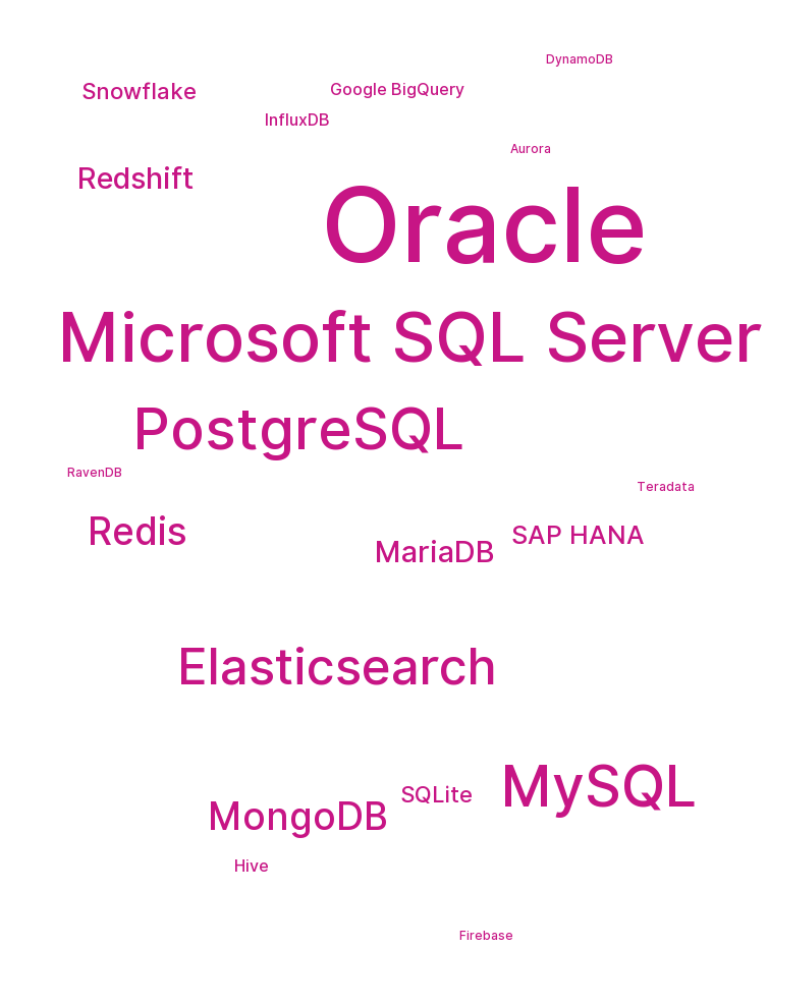 DynamoDB
Snowflake
Google BigQuery
InfluxDB
Aurora
Redshift
Oracle
Microsoft SQL Server
PostgreSQL
RavenDB
Teradata
Redis
SAP HANA
MariaDB
Elasticsearch
MySQL
SQLite
MongoDB
Hive
Firebase